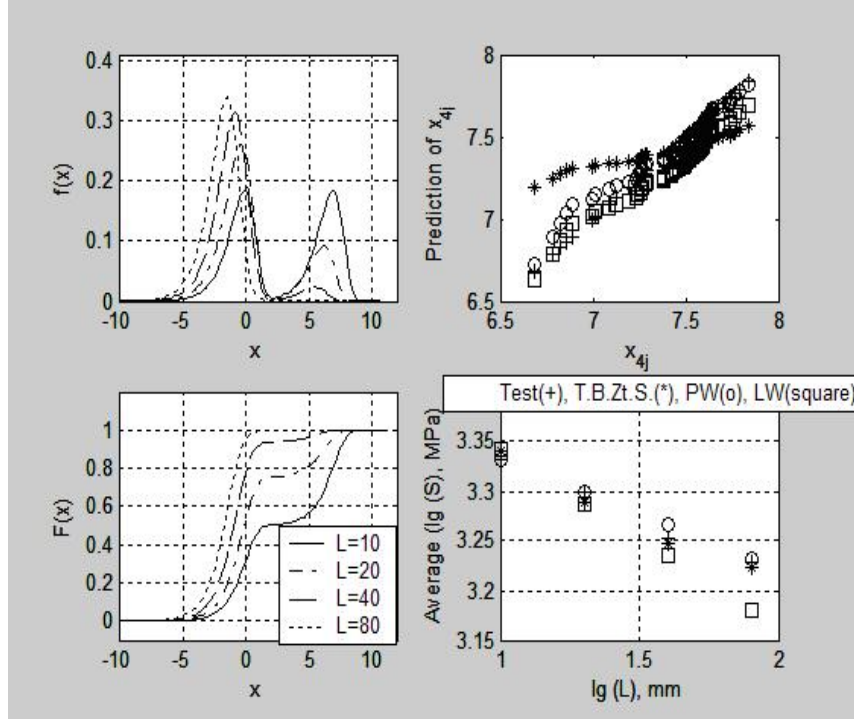 0.4
0.3
0.2
0.1
0
-10
-5
0
5
10
f(x)
x
8
7.5
7
6.5
6.5
7
7.5
8
Prediction of x4j
x4j
1
0.8
0.6
0.4
0.2
0
-10
-5
0
5
10
F(x)
x
L=10
L=20
L=40
L=80
Test(+), T.B.Zt.S.(*), PW(o), LW(square)
3.35
3.3
3.25
3.2
3.15
1
1.5
2
Average (lg (S), MPa)
lg (L), mm